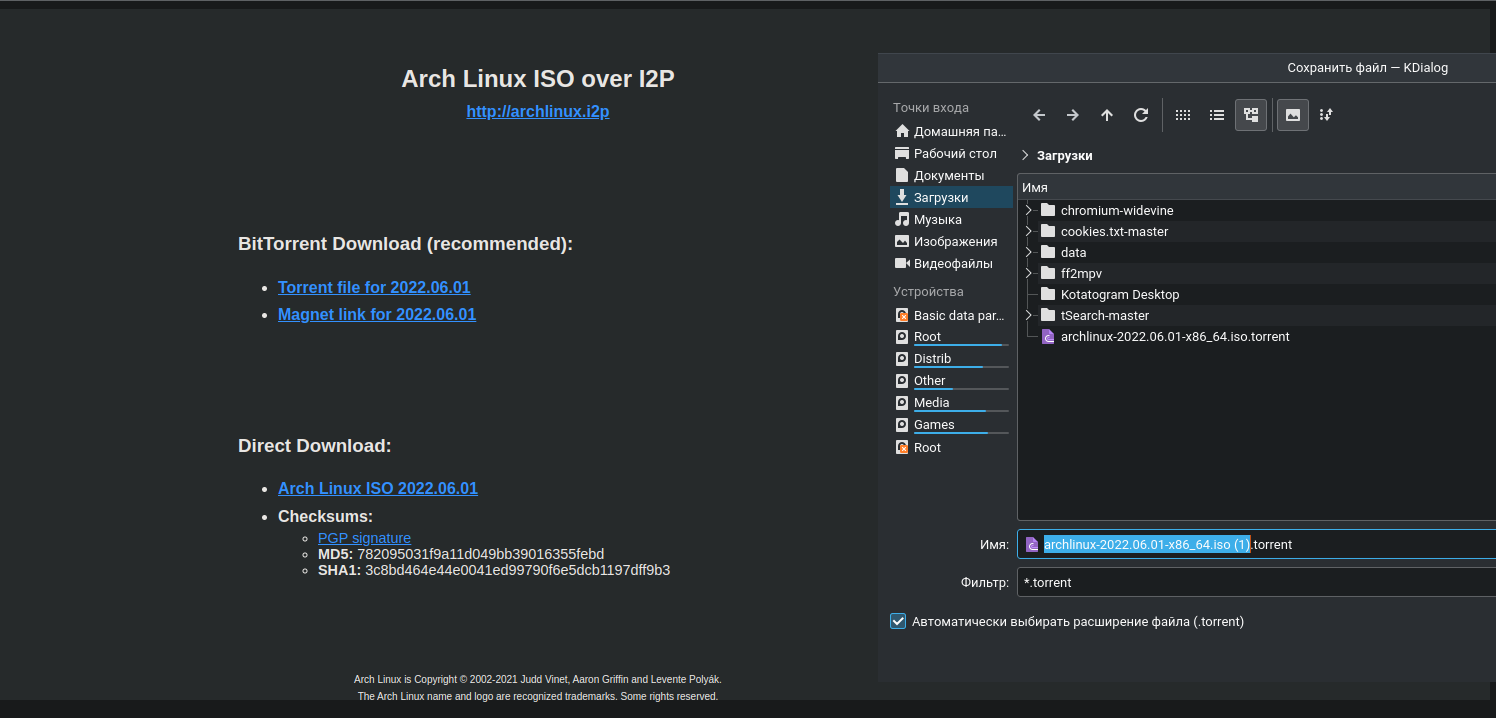 Arch Linux ISO over I2P
http://archlinux.i2p
BitTorrent Download (recommended):
Torrent file for 2022.06.01
Magnet link for 2022.06.01
Direct Download:
Arch Linux ISO 2022.06.01
Checksums:
PGP signature
MD5: 782095031f9a11d049bb39016355febd
SHA1: 3c8bd464e44e0041ed99790f6e5dcb1197dff9b3
Arch Linux is Copyright © 2002-2021 Judd Vinet, Aaron Griffin and Levente Polyák.
The Arch Linux name and logo are recognized trademarks. Some rights reserved.
Сохранить файл — KDialog
Точки входа
Домашняя па...
Рабочий стол
Документы
Загрузки
Музыка
Изображения
Видеофайлы
Устройства
Basic data par...
Root
Distrib
Other
Media
Games
Root
Загрузки
Имя
chromium-widevine
cookies.txt-master
data
ff2mpv
Kotatogram Desktop
tSearch-master
archlinux-2022.06.01-x86_64.iso.torrent
Имя: archlinux-2022.06.01-x86_64.iso (1).torrent
Фильтр: *.torrent
Автоматически выбирать расширение файла (.torrent)